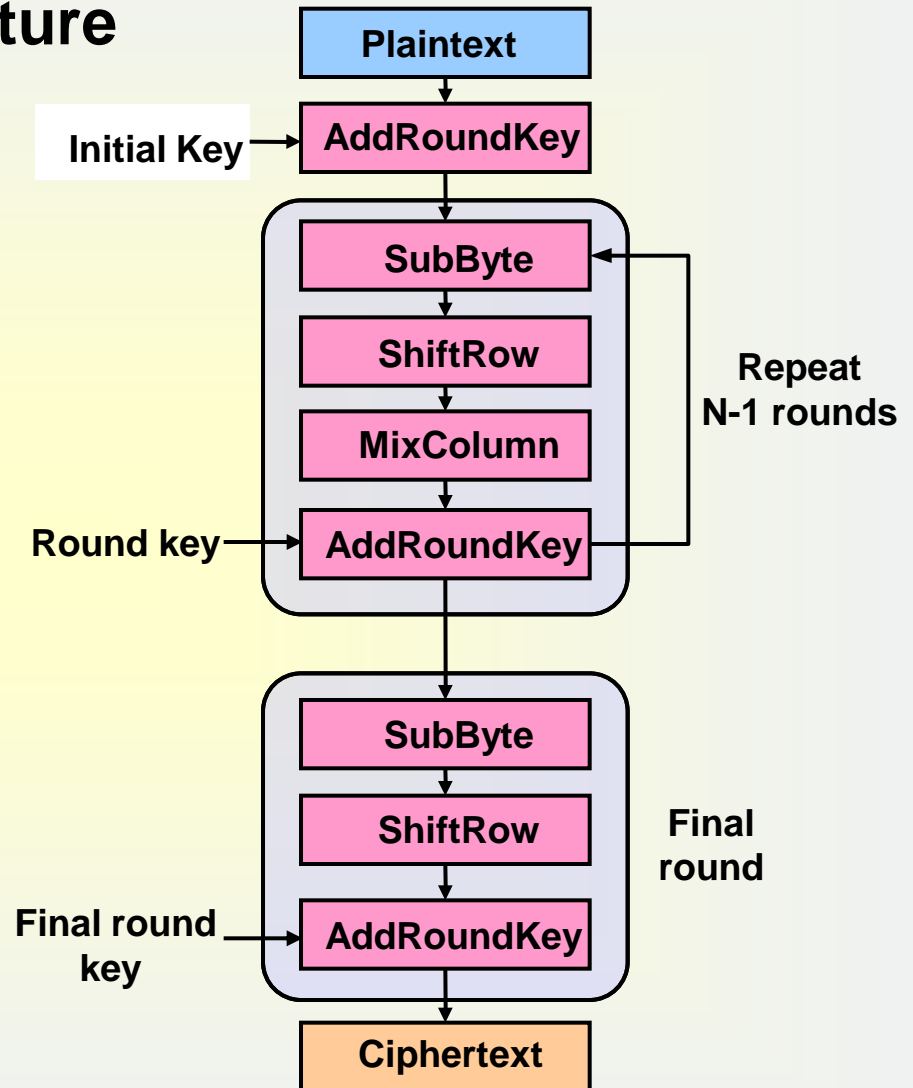 ture
Plaintext
Initial Key
AddRoundKey
SubByte
ShiftRow
MixColumn
Repeat
N-1 rounds
Round key
AddRoundKey
SubByte
ShiftRow
Final
round
Final round
key
AddRoundKey
Ciphertext